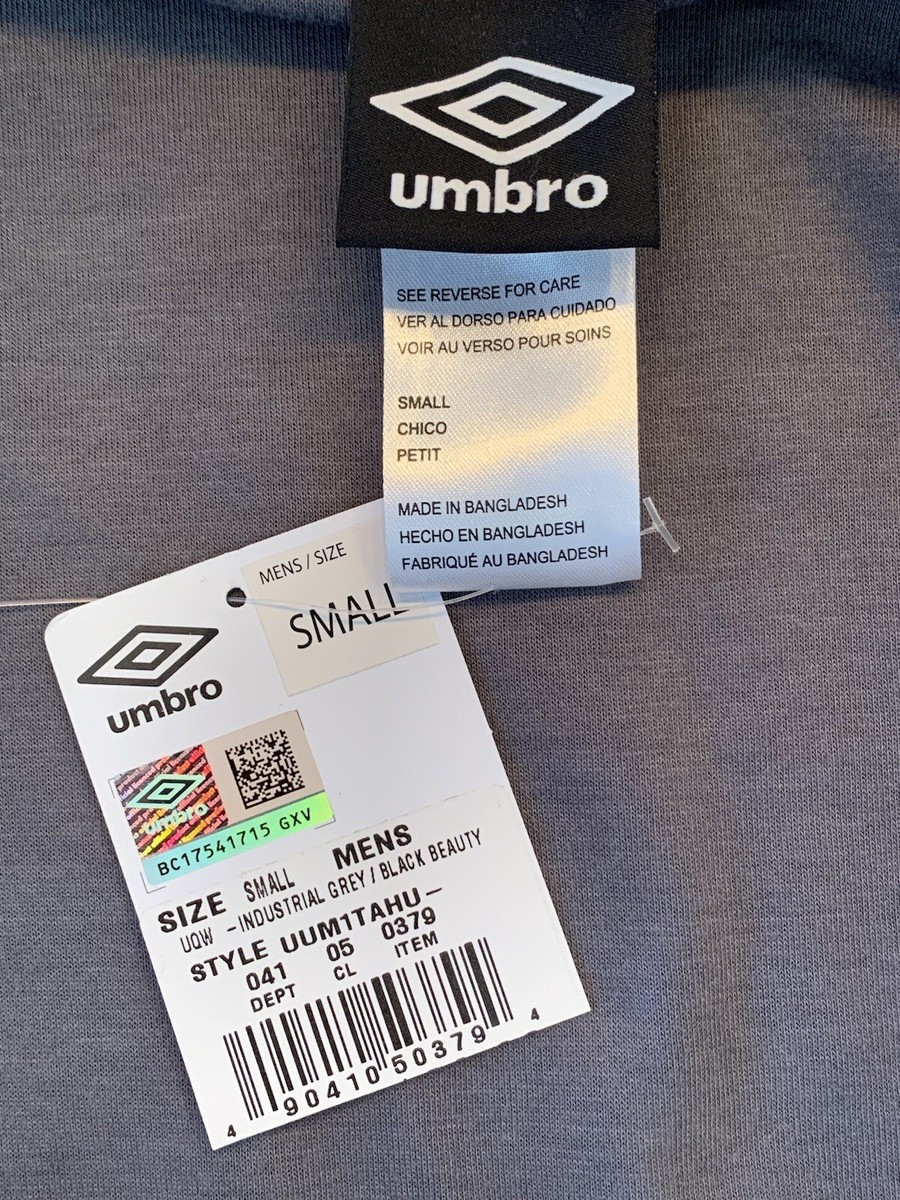 umbro
SEE REVERSE FOR CARE
VER AL DORSO PARA CUIDADO
VOIR AU VERSO POUR SOINS
SMALL
CHICO
PETIT
MADE IN BANGLADESH
HECHO EN BANGLADESH
FABRIQUÉ AU BANGLADESH
MENS / SIZE
SMALL
umbro
umbro
BC17541715 GXV
SIZE SMALL MENS
UQW -INDUSTRIAL GREY / BLACK BEAUTY
STYLE UUM1TAHU-
041 05 0379
DEPT CL ITEM
4 90410 50379 4